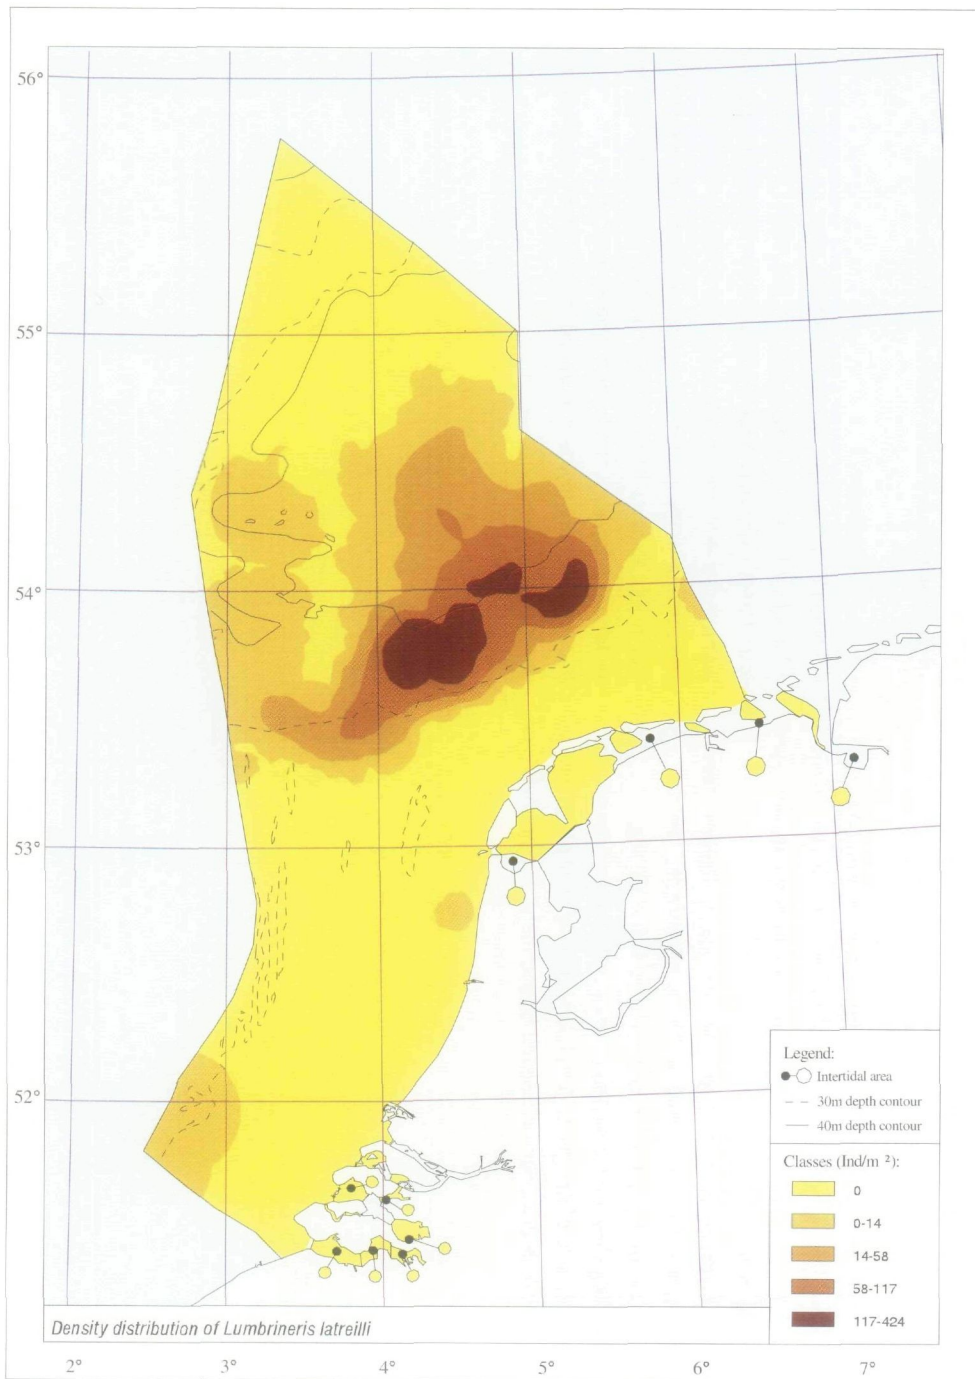 56°
55°
54°
53°
52°
Legend:
Intertidal area
30m depth contour
40m depth contour
Classes (Ind/m ²):
0
0-14
14-58
58-117
117-424
Density distribution of Lumbrineris latreilli
2°
3°
4°
5°
6°
7°